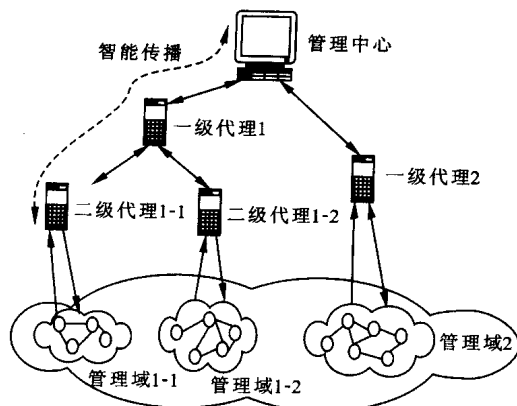 智能传播
管理中心
一级代理1
二级代理1-1
二级代理1-2
一级代理2
管理域1-1
管理域1-2
管理域2